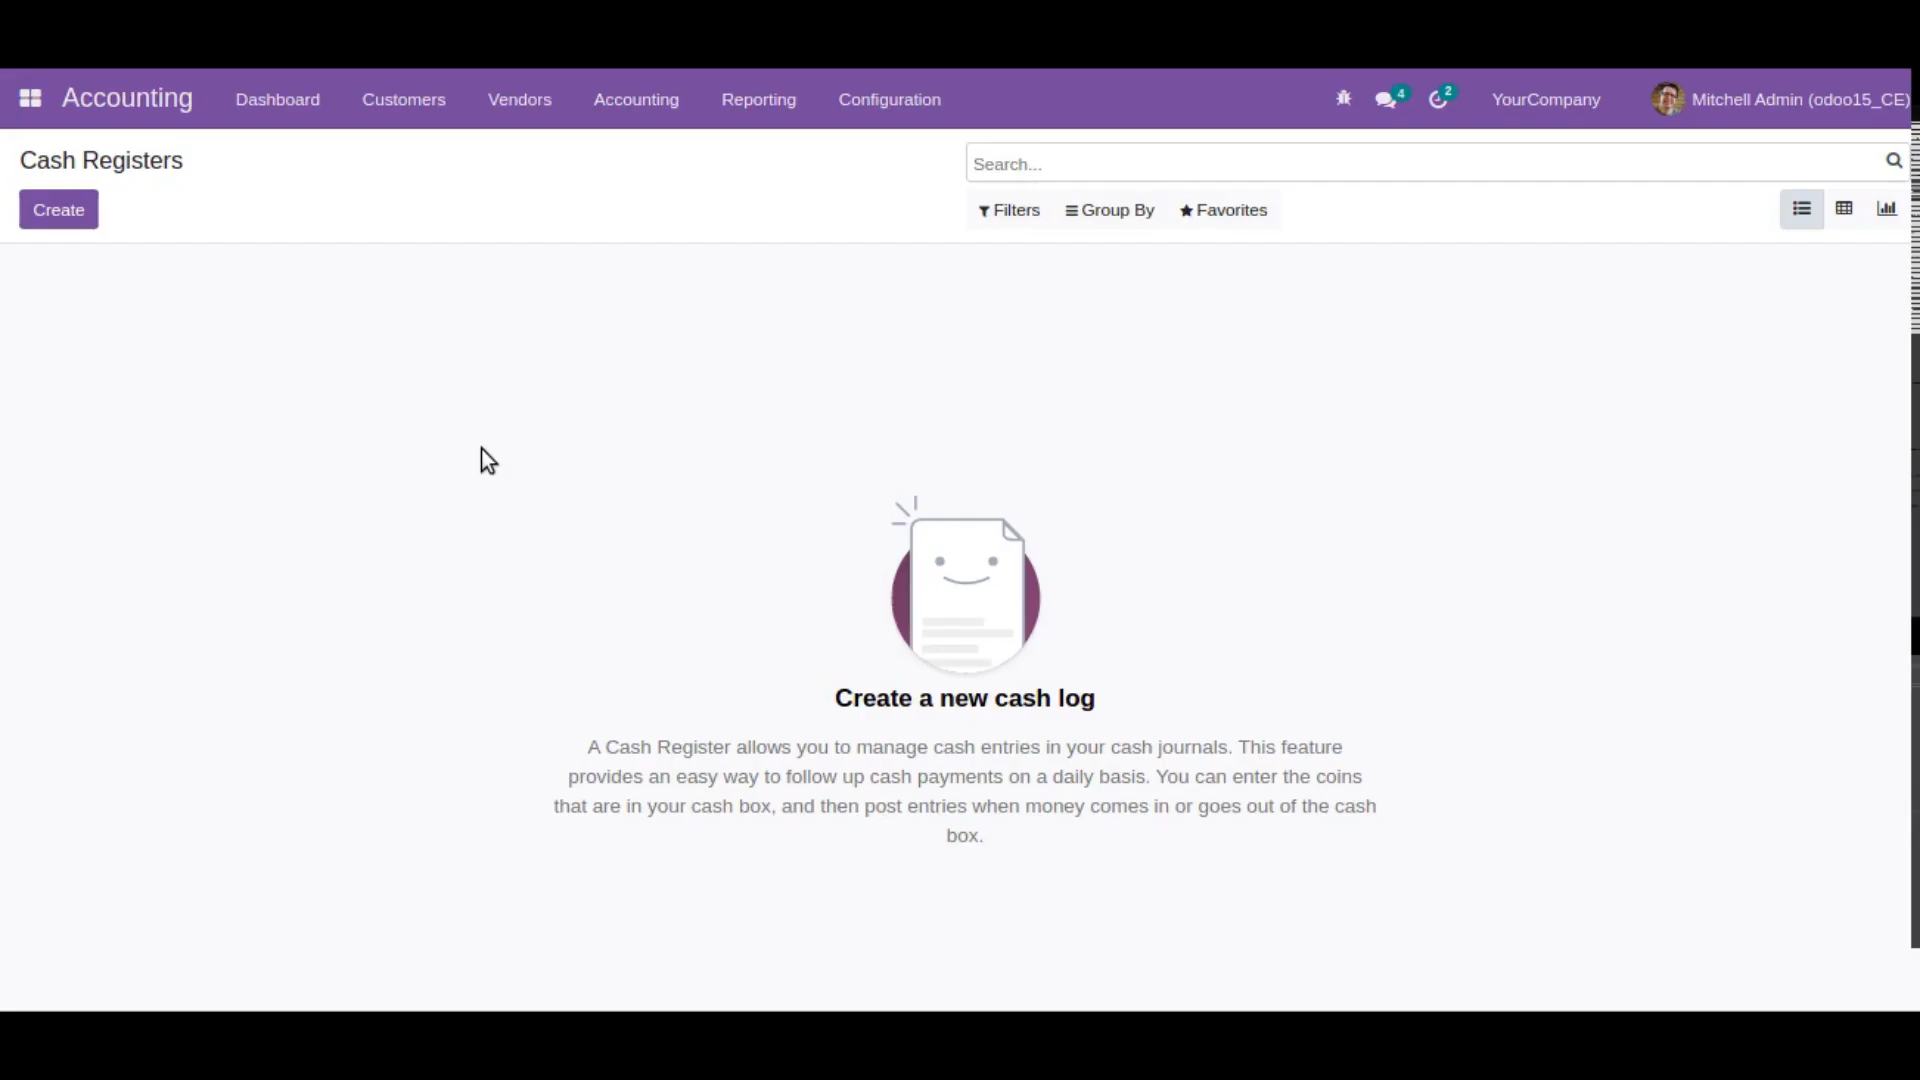 Accounting Dashboard Customers Vendors Accounting Reporting Configuration 4 2 YourCompany Mitchell Admin (odoo15_CE)
Cash Registers
Search...
Create
Filters Group By Favorites
Create a new cash log
A Cash Register allows you to manage cash entries in your cash journals. This feature
provides an easy way to follow up cash payments on a daily basis. You can enter the coins
that are in your cash box, and then post entries when money comes in or goes out of the cash
box.